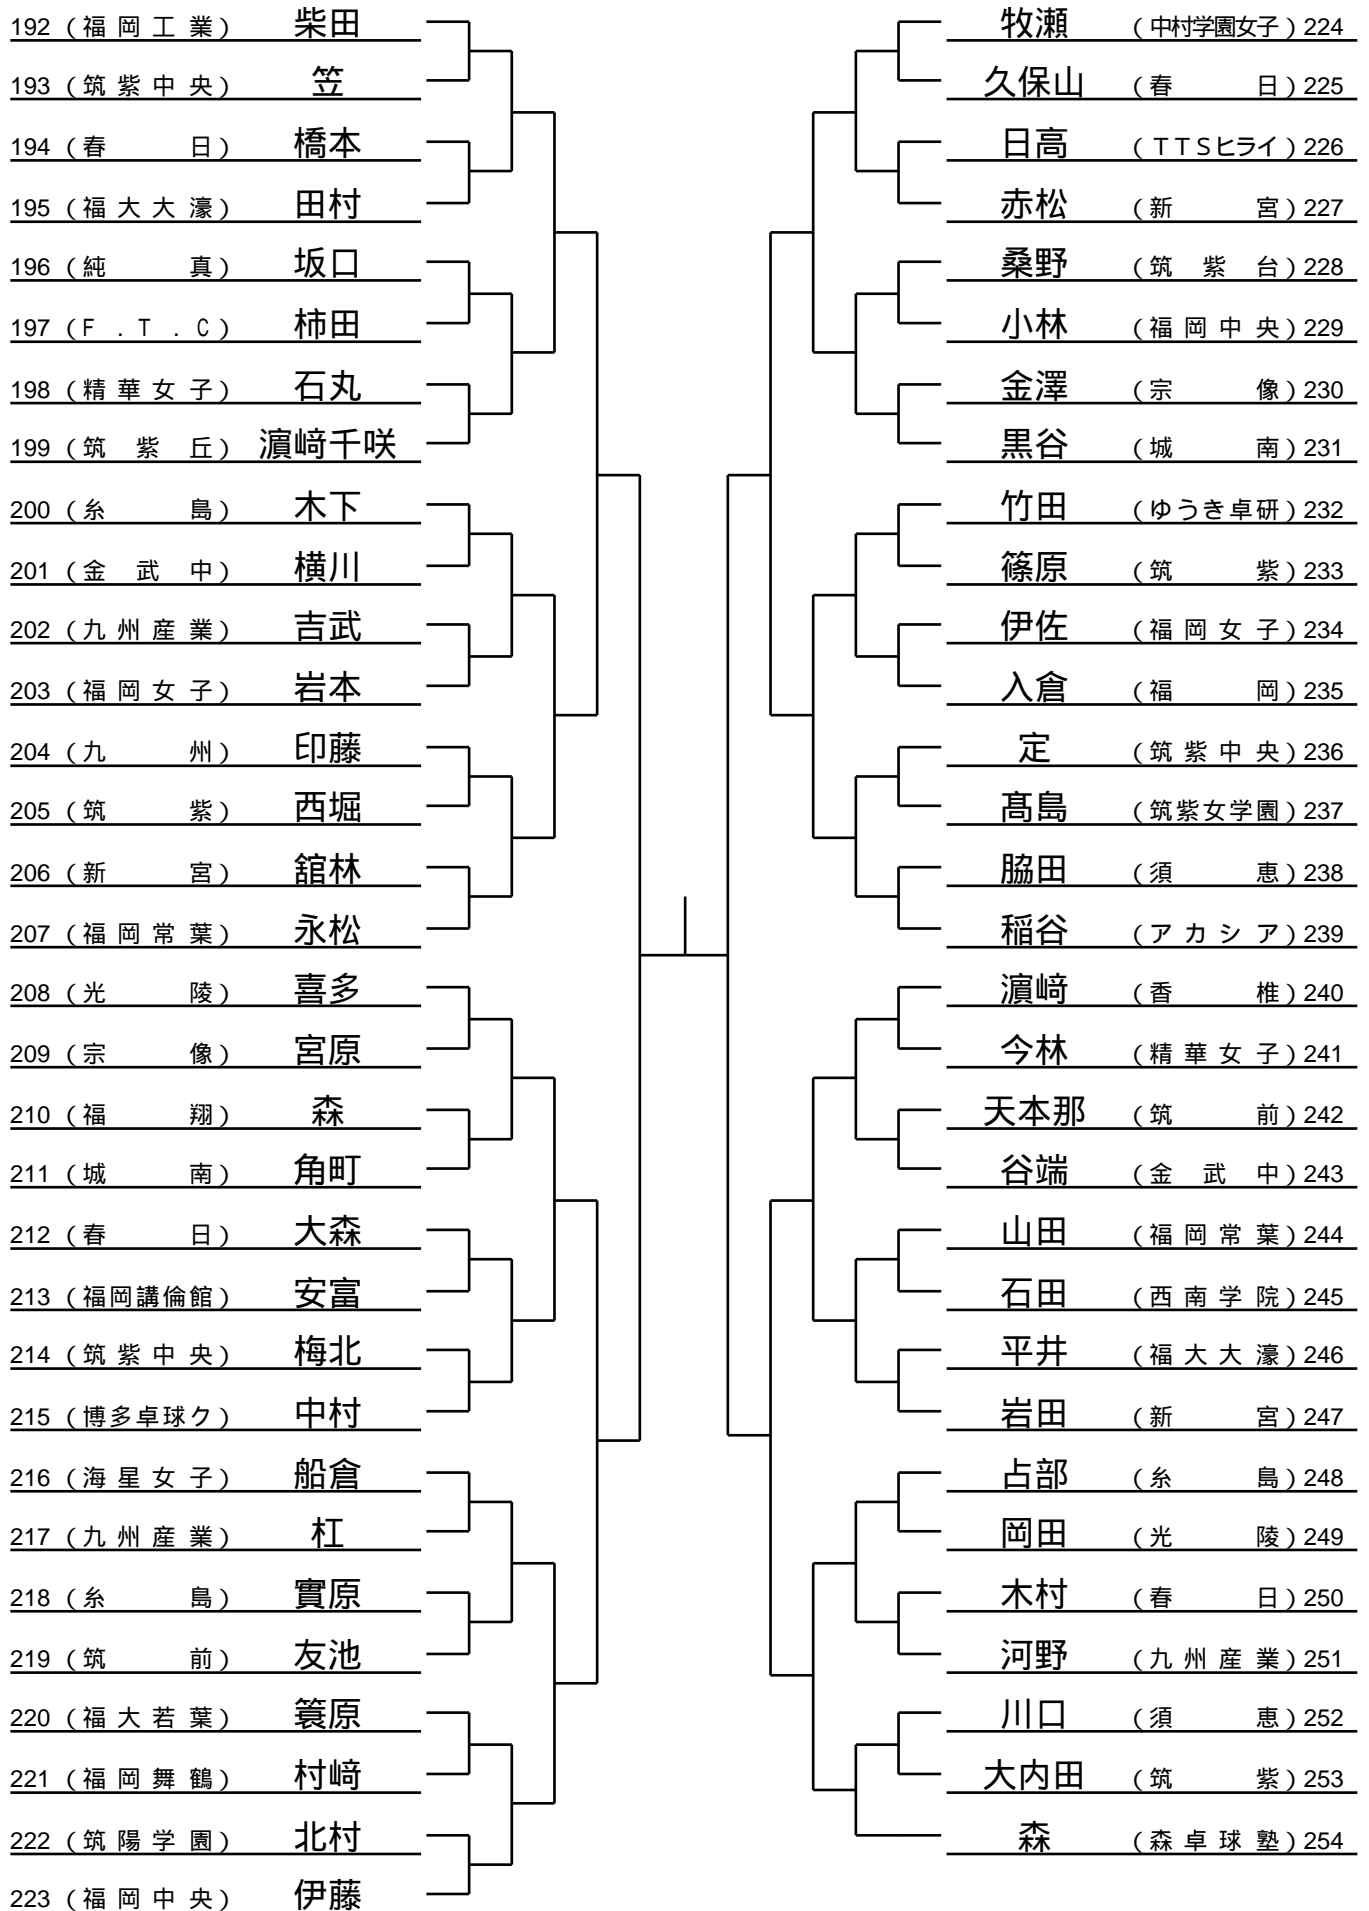 192 (福岡工業) 柴田
193 (筑紫中央) 笠
194 (春日) 橋本
195 (福大大濠) 田村
196 (純真) 坂口
197 (F.T.C) 柿田
198 (精華女子) 石丸
199 (筑紫丘) 濵﨑千咲
200 (糸島) 木下
201 (金武中) 横川
202 (九州産業) 吉武
203 (福岡女子) 岩本
204 (九州) 印藤
205 (筑紫) 西堀
206 (新宮) 舘林
207 (福岡常葉) 永松
208 (光陵) 喜多
209 (宗像) 宮原
210 (福翔) 森
211 (城南) 角町
212 (春日) 大森
213 (福岡講倫館) 安富
214 (筑紫中央) 梅北
215 (博多卓球ク) 中村
216 (海星女子) 船倉
217 (九州産業) 杠
218 (糸島) 實原
219 (筑前) 友池
220 (福大若葉) 簑原
221 (福岡舞鶴) 村﨑
222 (筑陽学園) 北村
223 (福岡中央) 伊藤
牧瀬 (中村学園女子) 224
久保山 (春日) 225
日高 (TTSヒライ) 226
赤松 (新宮) 227
桑野 (筑紫台) 228
小林 (福岡中央) 229
金澤 (宗像) 230
黒谷 (城南) 231
竹田 (ゆうき卓研) 232
篠原 (筑紫) 233
伊佐 (福岡女子) 234
入倉 (福岡) 235
定 (筑紫中央) 236
髙島 (筑紫女学園) 237
脇田 (須恵) 238
稲谷 (アカシア) 239
濵﨑 (香椎) 240
今林 (精華女子) 241
天本那 (筑前) 242
谷端 (金武中) 243
山田 (福岡常葉) 244
石田 (西南学院) 245
平井 (福大大濠) 246
岩田 (新宮) 247
占部 (糸島) 248
岡田 (光陵) 249
木村 (春日) 250
河野 (九州産業) 251
川口 (須恵) 252
大内田 (筑紫) 253
森 (森卓球塾) 254